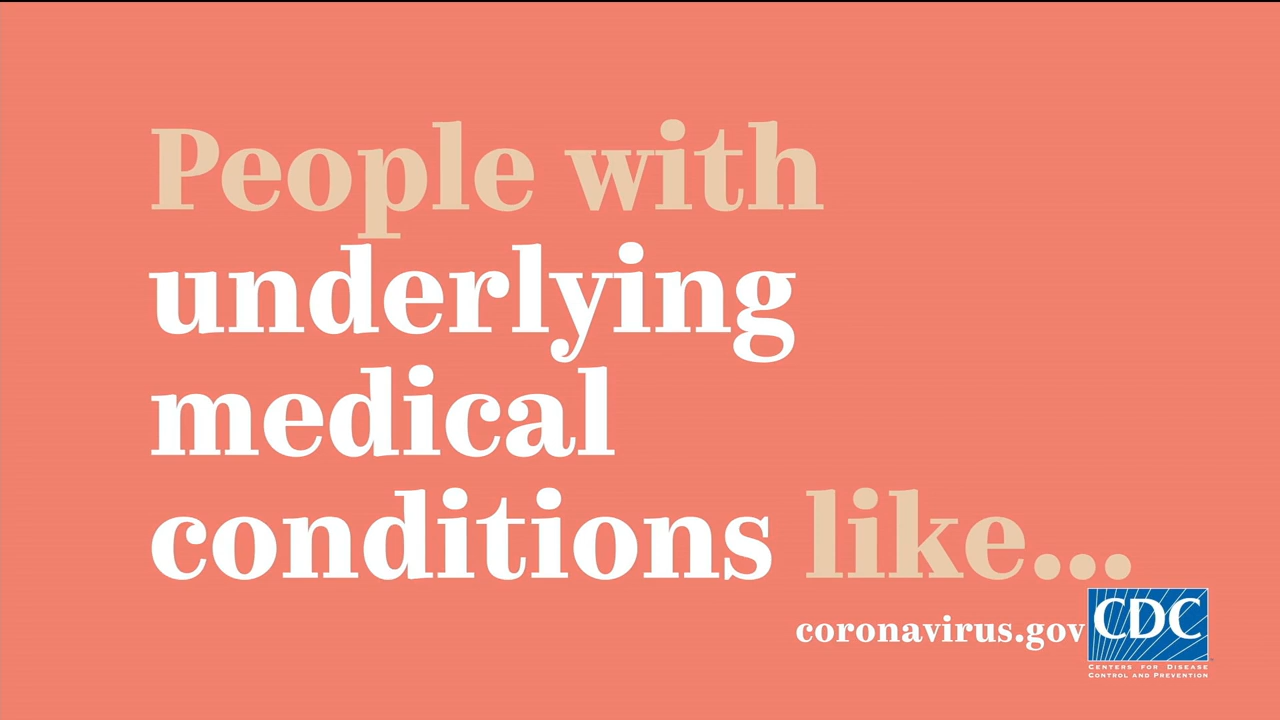 People with
underlying
medical
conditions like...
coronavirus.gov
CDC
CENTERS FOR DISEASE
CONTROL AND PREVENTION